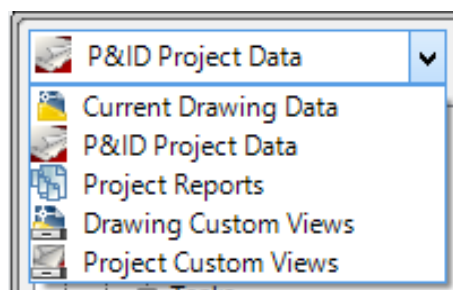 P&ID Project Data
Current Drawing Data
P&ID Project Data
Project Reports
Drawing Custom Views
Project Custom Views